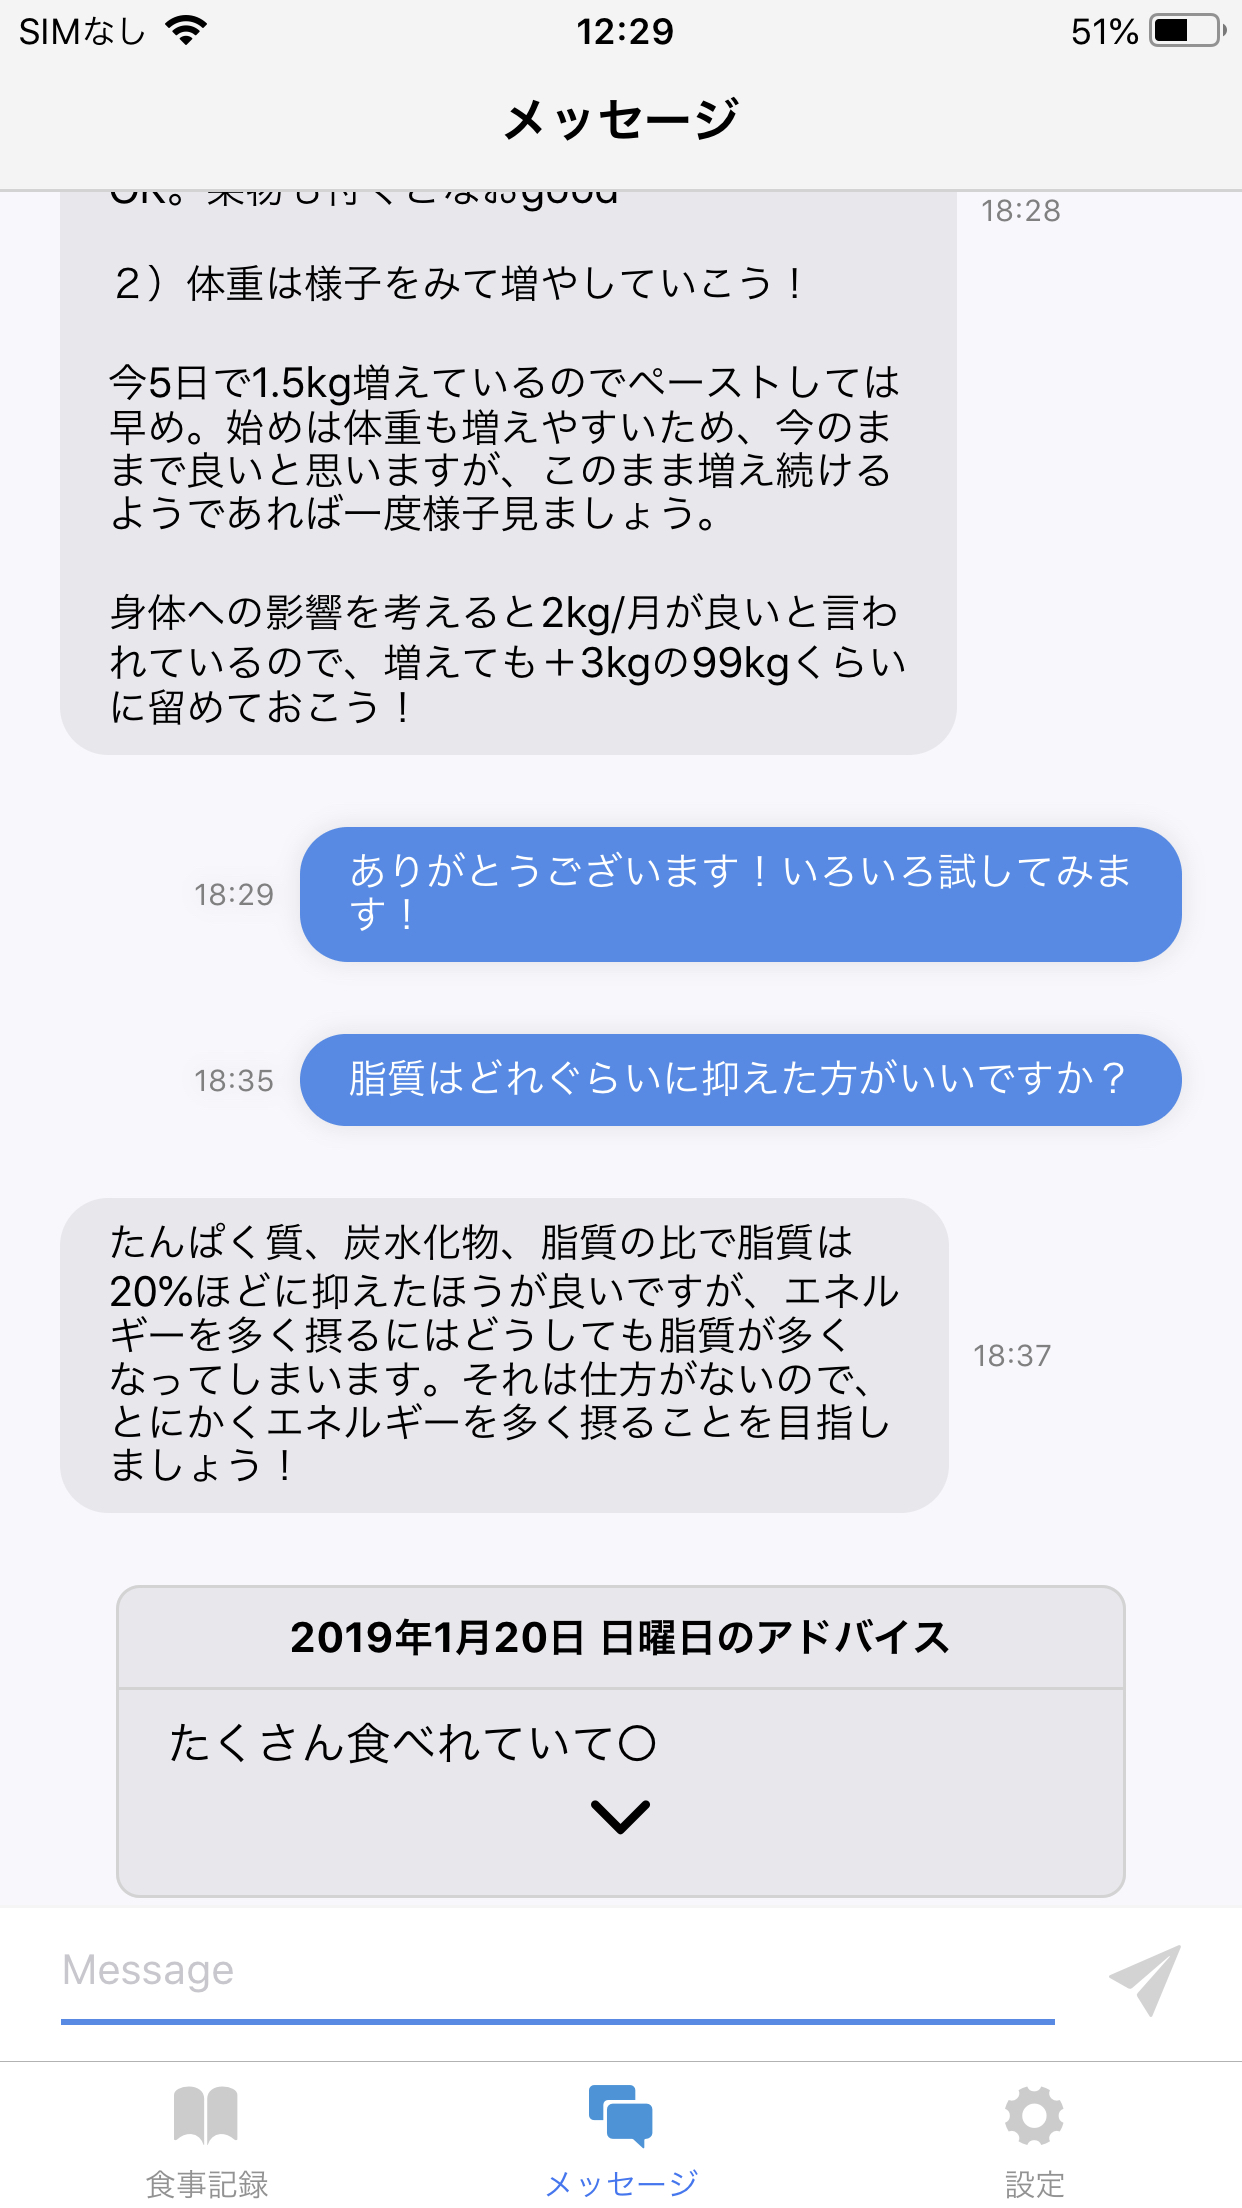 SIMなし 12:29 51%
メッセージ
OK。果物も付くとなおgood
18:28
２）体重は様子をみて増やしていこう！
今5日で1.5kg増えているのでペーストしては
早め。始めは体重も増えやすいため、今のま
まで良いと思いますが、このまま増え続ける
ようであれば一度様子見ましょう。
身体への影響を考えると2kg/月が良いと言わ
れているので、増えても＋3kgの99kgくらい
に留めておこう！
ありがとうございます！いろいろ試してみま
す！
18:29
18:35 脂質はどれぐらいに抑えた方がいいですか？
たんぱく質、炭水化物、脂質の比で脂質は
20%ほどに抑えたほうが良いですが、エネル
ギーを多く摂るにはどうしても脂質が多く
なってしまいます。それは仕方がないので、
とにかくエネルギーを多く摂ることを目指し
ましょう！
18:37
2019年1月20日 日曜日のアドバイス
たくさん食べれていて〇
Message
食事記録 メッセージ 設定